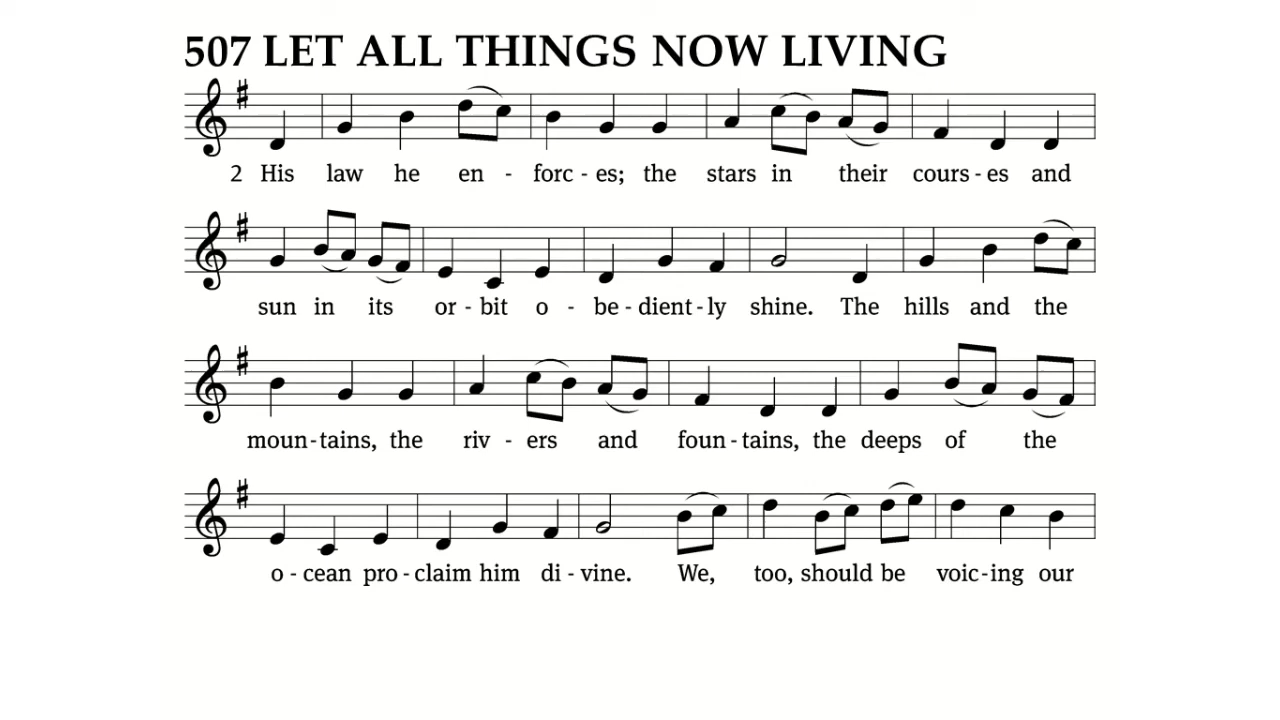 507 LET ALL THINGS NOW LIVING
2 His law he en - forc - es; the stars in their cours - es and
sun in its or - bit o - be - dient - ly shine. The hills and the
moun - tains, the riv - ers and foun - tains, the deeps of the
o - cean pro - claim him di - vine. We, too, should be voic - ing our